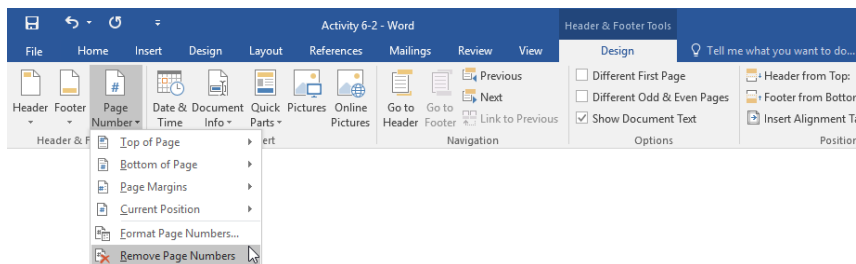 Activity 6-2 - Word
Header & Footer Tools
File Home Insert Design Layout References Mailings Review View Design Tell me what you want to do...
Header Footer Page Number Date & Time Document Info Quick Parts Pictures Online Pictures Go to Header Go to Footer
Previous
Next
Link to Previous
Different First Page
Different Odd & Even Pages
Show Document Text
Header from Top:
Footer from Bottor
Insert Alignment Ta
Header & F ert Navigation Options Position
Top of Page
Bottom of Page
Page Margins
Current Position
Format Page Numbers...
Remove Page Numbers